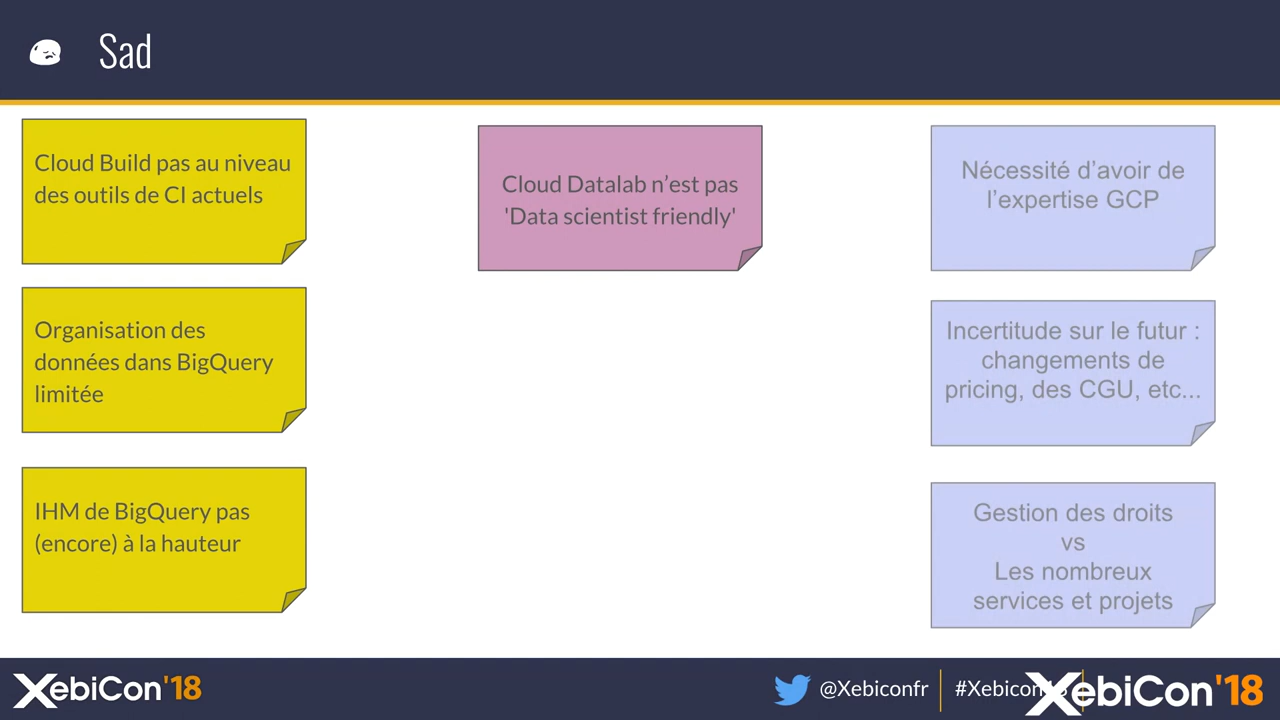 Sad
Cloud Build pas au niveau
des outils de CI actuels
Organisation des
données dans BigQuery
limitée
IHM de BigQuery pas
(encore) à la hauteur
Cloud Datalab n’est pas
'Data scientist friendly'
Nécessité d’avoir de
l’expertise GCP
Incertitude sur le futur :
changements de
pricing, des CGU, etc...
Gestion des droits
vs
Les nombreux
services et projets
XebiCon'18
@Xebiconfr
#Xebicon
XebiCon'18